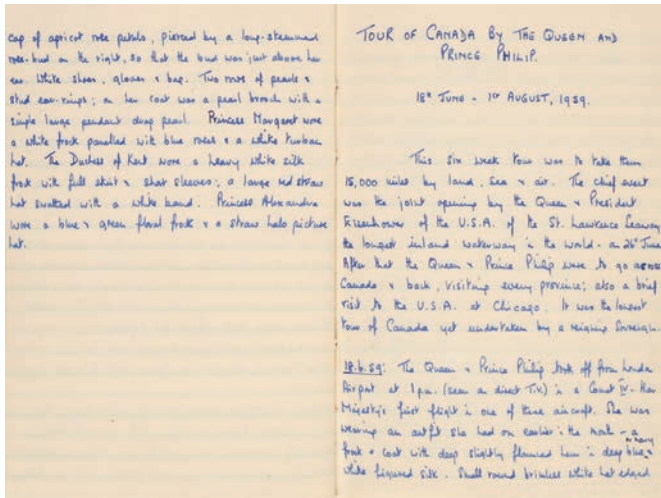 cap of apricot rose petals, pierced by a long-stemmed
rose-bud on the right, so that the bud was just above her
ear. White shoes, gloves & bag. Two rows of pearls &
stud ear-rings; on her coat was a pearl brooch with a
single large pendant drop pearl. Princess Margaret wore
a white frock panelled with blue roses & a white turban
hat. The Duchess of Kent wore a heavy white silk
frock with full skirt & short sleeves; a large red straw
hat swathed with a white band. Princess Alexandra
wore a blue & green floral frock & a straw halo picture
hat.
TOUR OF CANADA BY THE QUEEN AND
PRINCE PHILIP.
18th JUNE - 1st AUGUST, 1959.
This six week tour was to take them
15,000 miles by land, sea & air. The chief event
was the joint opening by the Queen & President
Eisenhower of the U.S.A. of the St. Lawrence Seaway
the longest inland waterway in the world - on 26th June
After that the Queen & Prince Philip were to go across
Canada & back, visiting every province; also a brief
visit to the U.S.A. at Chicago. It was the longest
tour of Canada yet undertaken by a reigning Sovereign.
18.6.59: The Queen & Prince Philip took off from London
Airport at 1 p.m. (seen on direct T.V.) in a Comet IV - Her
Majesty's first flight in one of these aircraft. She was
wearing an outfit she had on earlier in the month - a
frock & coat with deep slightly flounced hem in deep blue navy &
white figured silk. Small round brimless white hat edged